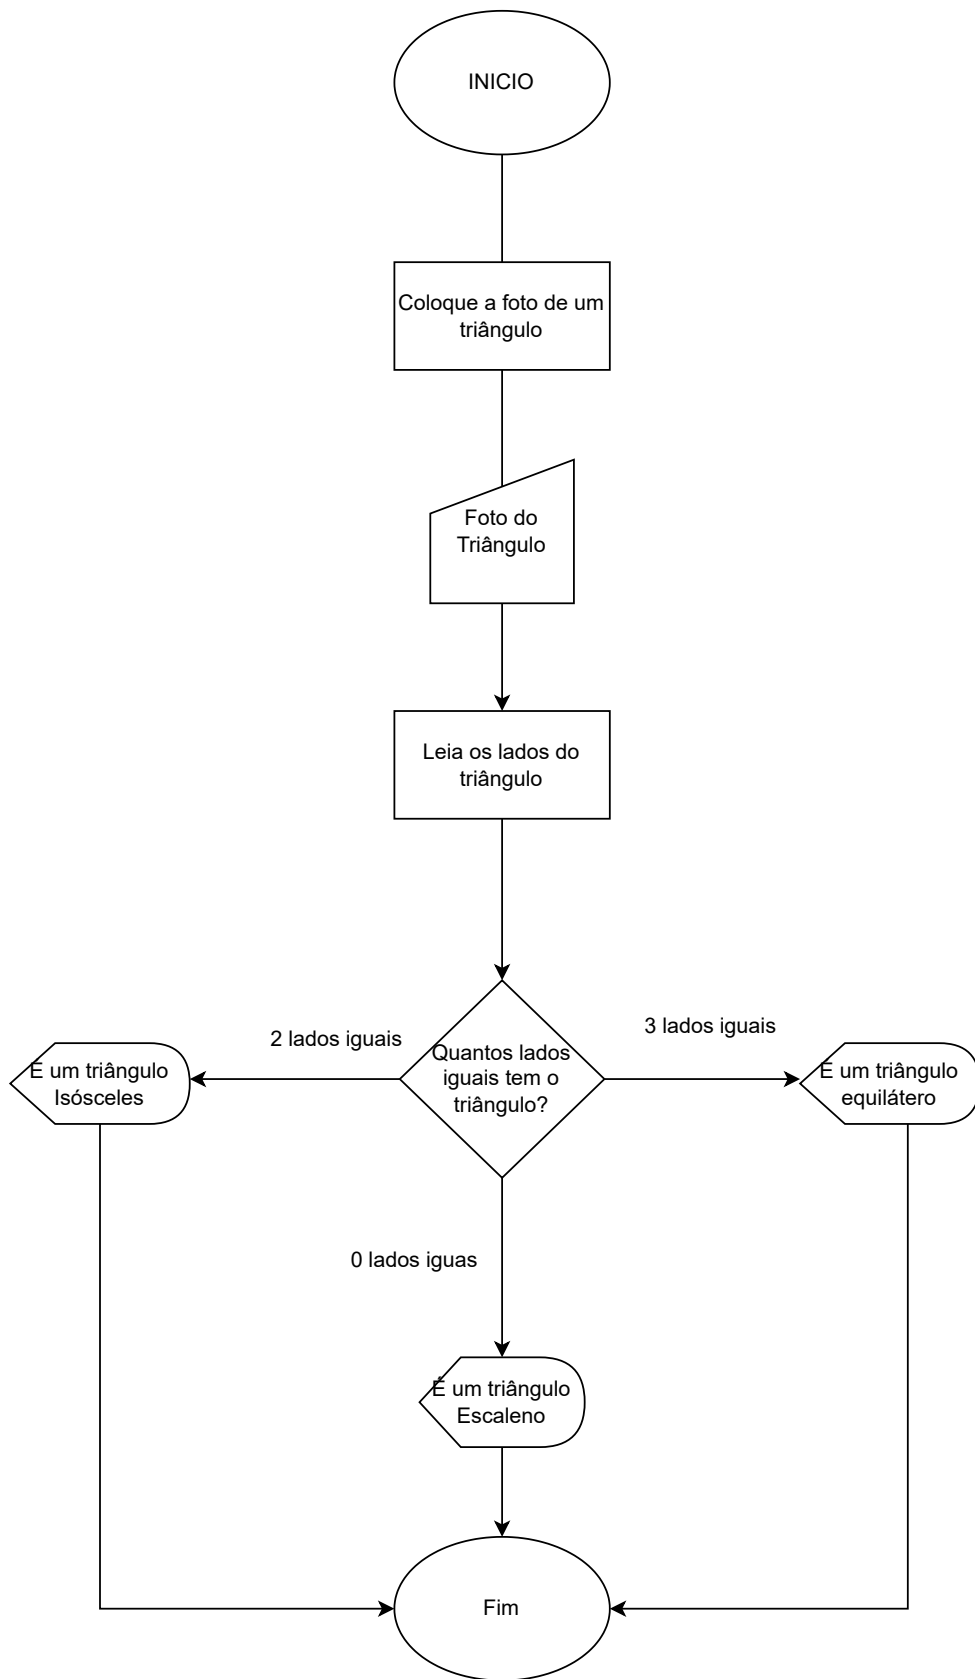 INICIO
Coloque a foto de um
triângulo
Foto do
Triângulo
Leia os lados do
triângulo
2 lados iguais
3 lados iguais
Quantos lados
iguais tem o
triângulo?
É um triângulo
Isósceles
É um triângulo
equilátero
0 lados iguas
É um triângulo
Escaleno
Fim